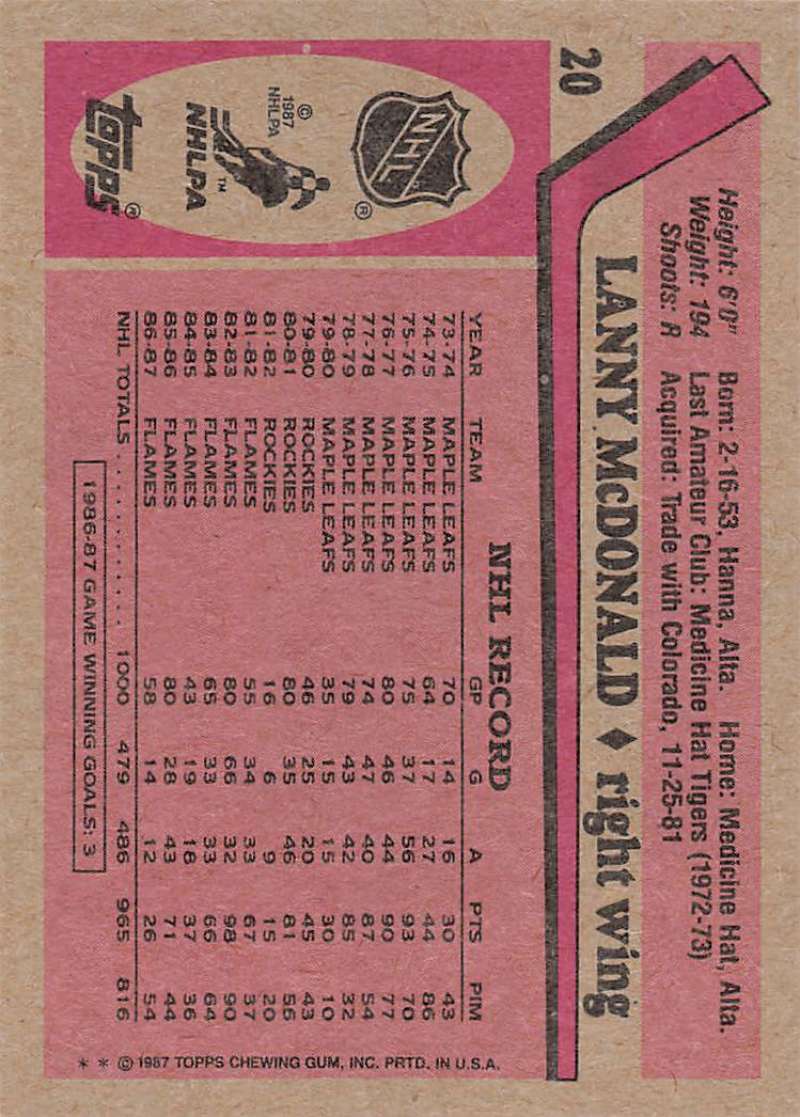 20
Height: 6'0" Born: 2-16-53, Hanna, Alta. Home: Medicine Hat, Alta.
Weight: 194 Last Amateur Club: Medicine Hat Tigers (1972-73)
Shoots: R Acquired: Trade with Colorado, 11-25-81
LANNY McDONALD ♦ right wing
NHL
®
© 1987 NHLPA
NHLPA
TM
topps
®
NHL RECORD
YEAR TEAM GP G A PTS PIM
73-74 MAPLE LEAFS 70 14 16 30 43
74-75 MAPLE LEAFS 64 17 27 44 86
75-76 MAPLE LEAFS 75 37 56 93 70
76-77 MAPLE LEAFS 80 46 44 90 77
77-78 MAPLE LEAFS 74 47 40 87 54
78-79 MAPLE LEAFS 79 43 42 85 32
79-80 MAPLE LEAFS 35 15 15 30 10
79-80 ROCKIES 46 25 20 45 43
80-81 ROCKIES 80 35 46 81 56
81-82 ROCKIES 16 6 9 15 20
81-82 FLAMES 55 34 33 67 37
82-83 FLAMES 80 66 32 98 90
83-84 FLAMES 65 33 33 66 64
84-85 FLAMES 43 19 18 37 36
85-86 FLAMES 80 28 43 71 44
86-87 FLAMES 58 14 12 26 54
NHL TOTALS . . . . . . . . . . . . 1000 479 486 965 816
1986-87 GAME WINNING GOALS: 3
* * © 1987 TOPPS CHEWING GUM, INC. PRTD. IN U.S.A.